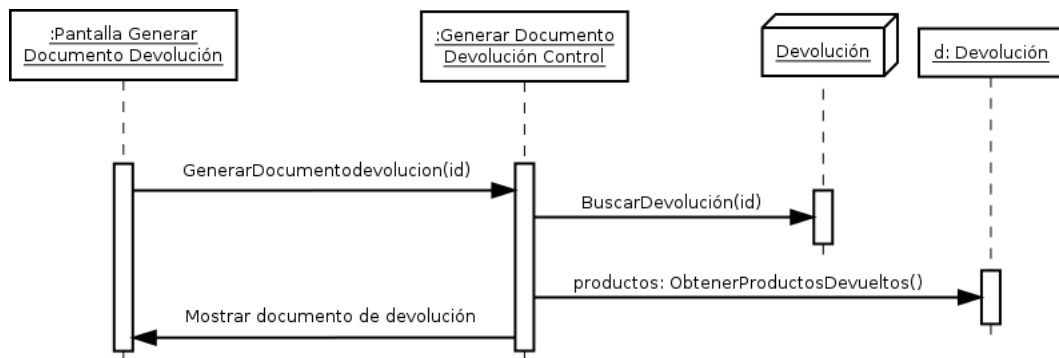 :Pantalla Generar
Documento Devolución
:Generar Documento
Devolución Control
Devolución
d: Devolución
GenerarDocumentodevolucion(id)
BuscarDevolución(id)
productos: ObtenerProductosDevueltos()
Mostrar documento de devolución